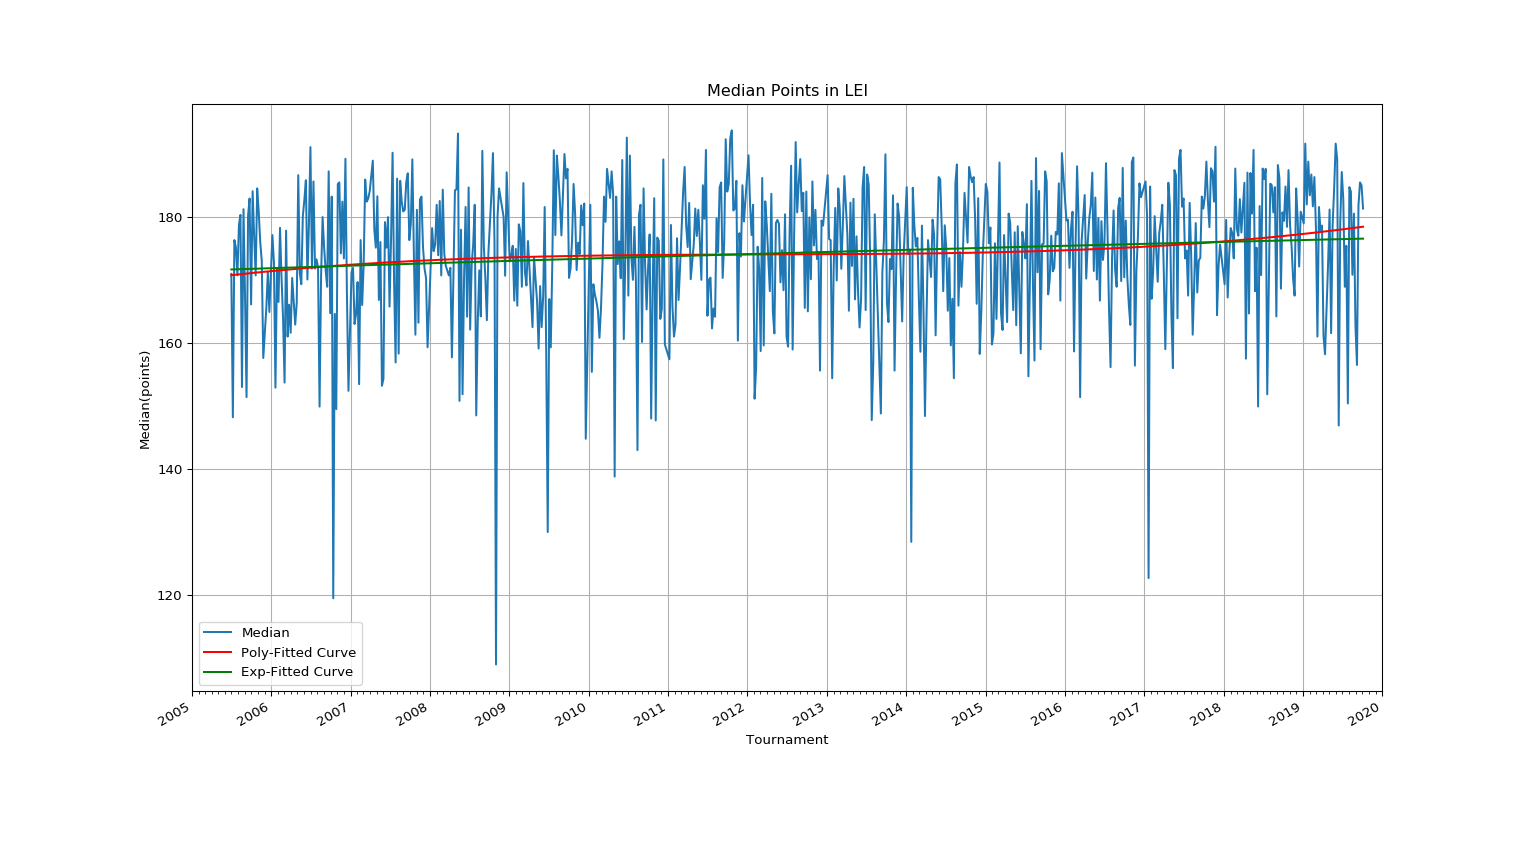 Median Points in LEI
Median(points)
180
160
140
120
Median
Poly-Fitted Curve
Exp-Fitted Curve
2005 2006 2007 2008 2009 2010 2011 2012 2013 2014 2015 2016 2017 2018 2019 2020
Tournament